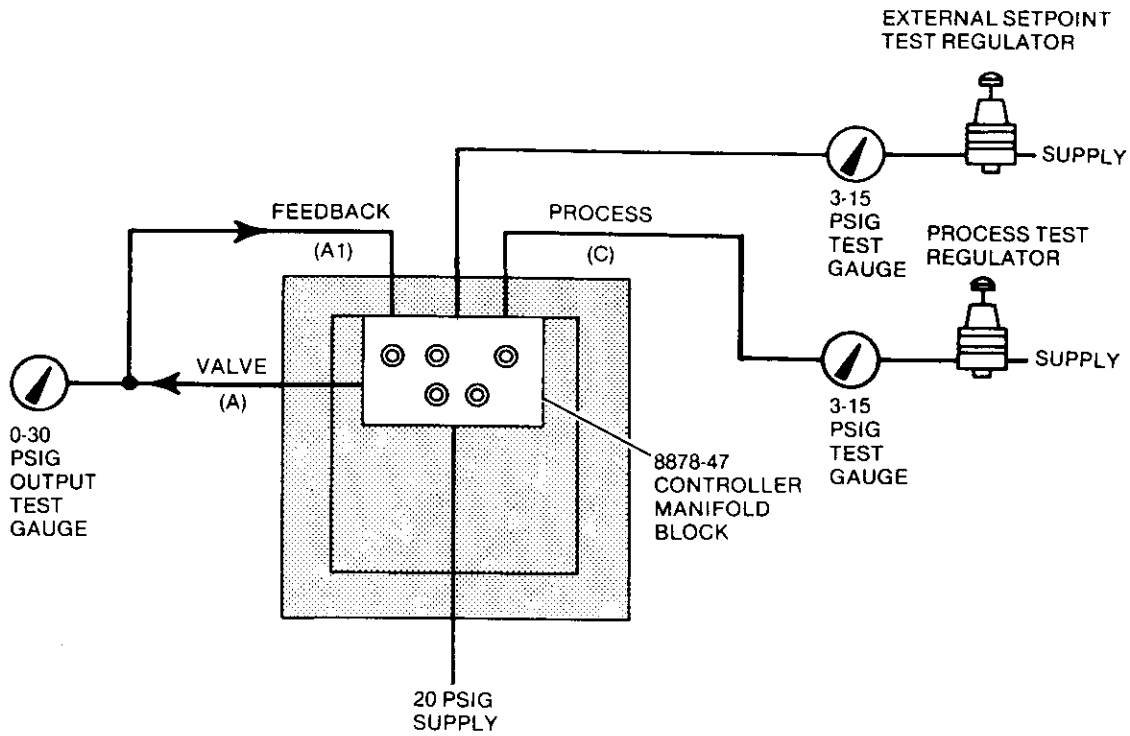 EXTERNAL SETPOINT
TEST REGULATOR
SUPPLY
3-15
PSIG
TEST
GAUGE
FEEDBACK
(A1)
PROCESS
(C)
PROCESS TEST
REGULATOR
SUPPLY
3-15
PSIG
TEST
GAUGE
VALVE
(A)
0-30
PSIG
OUTPUT
TEST
GAUGE
8878-47
CONTROLLER
MANIFOLD
BLOCK
20 PSIG
SUPPLY